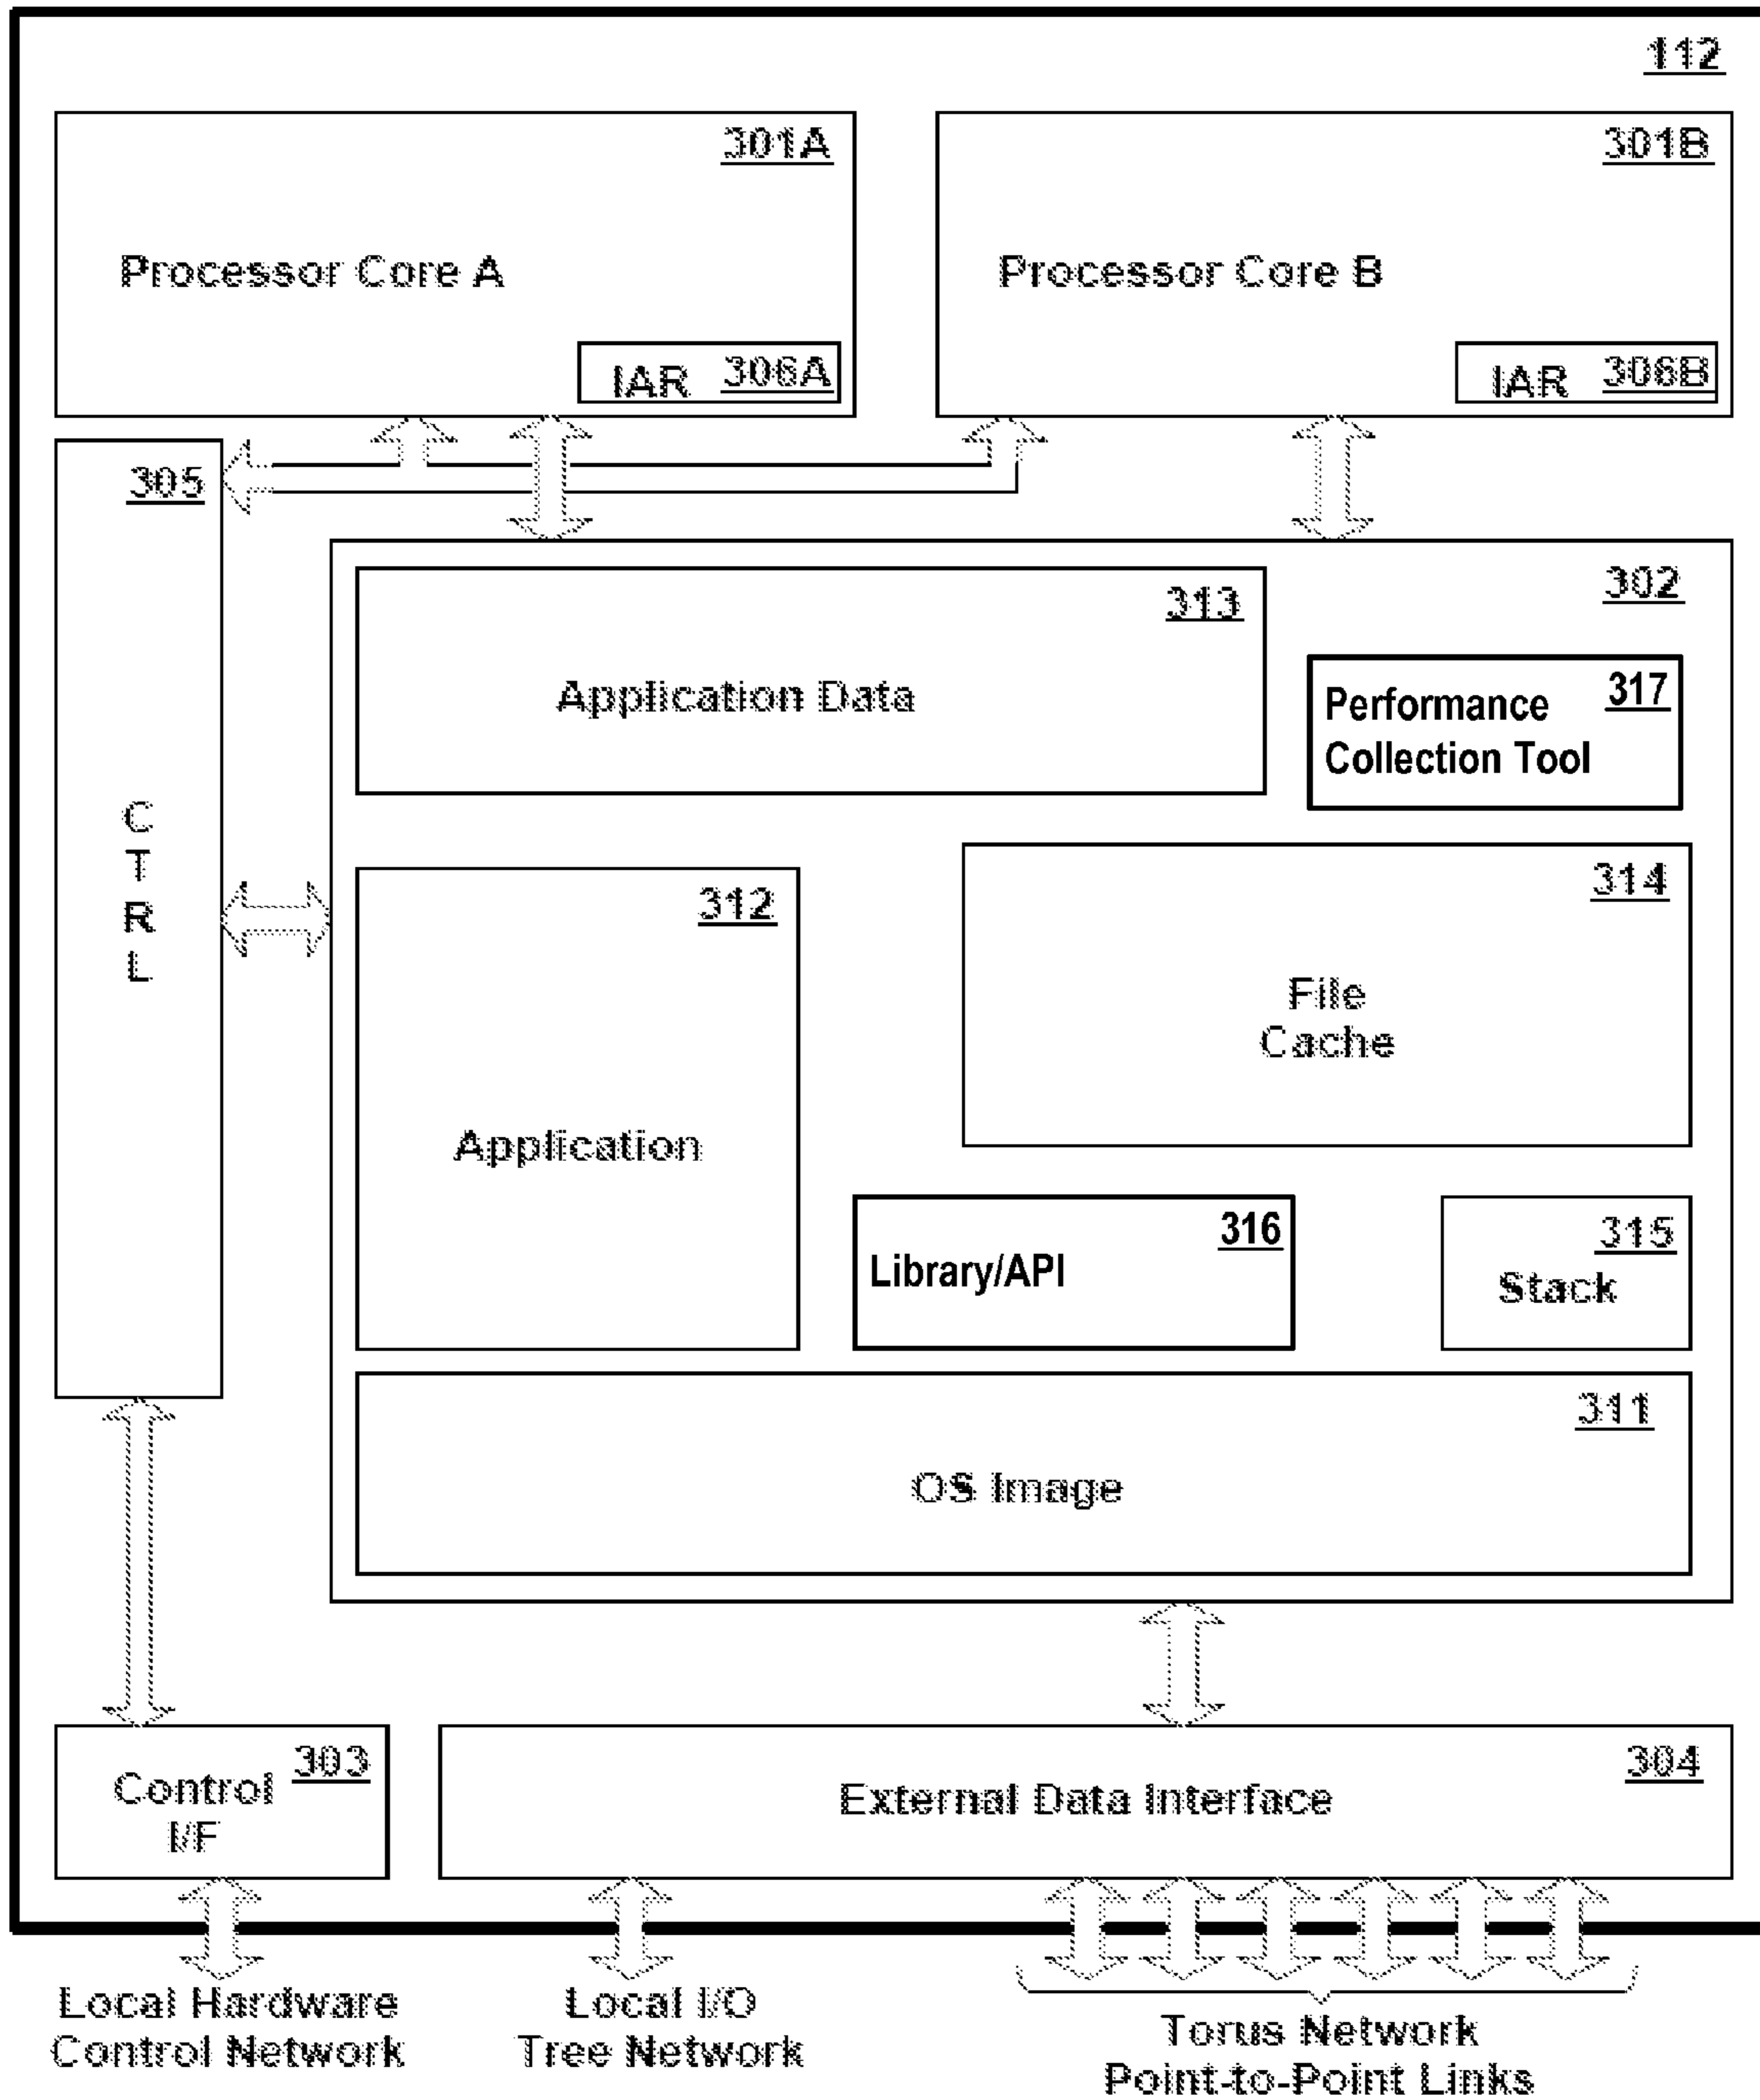 112
301A
Processor Core A
IAR 306A
301B
Processor Core B
IAR 306B
305
C
T
R
L
302
313
Application Data
317
Performance
Collection Tool
312
Application
314
File
Cache
316
Library/API
315
Stack
311
OS Image
303
Control
I/F
304
External Data Interface
Local Hardware
Control Network
Local I/O
Tree Network
Torus Network
Point-to-Point Links